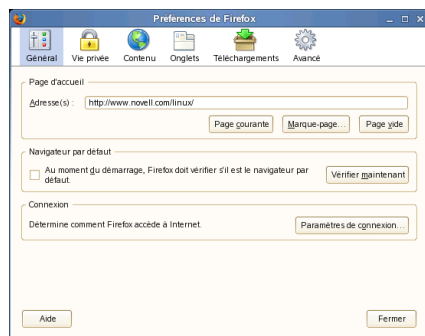 Preferences de Firefox
Général Vie privée Contenu Onglets Téléchargements Avancé
Page d'accueil
Adresse(s) : http://www.novell.com/linux/
Page courante Marque-page... Page vide
Navigateur par défaut
Au moment du démarrage, Firefox doit vérifier s'il est le navigateur par
défaut.
Vérifier maintenant
Connexion
Détermine comment Firefox accède à Internet.
Paramètres de connexion...
Aide Fermer